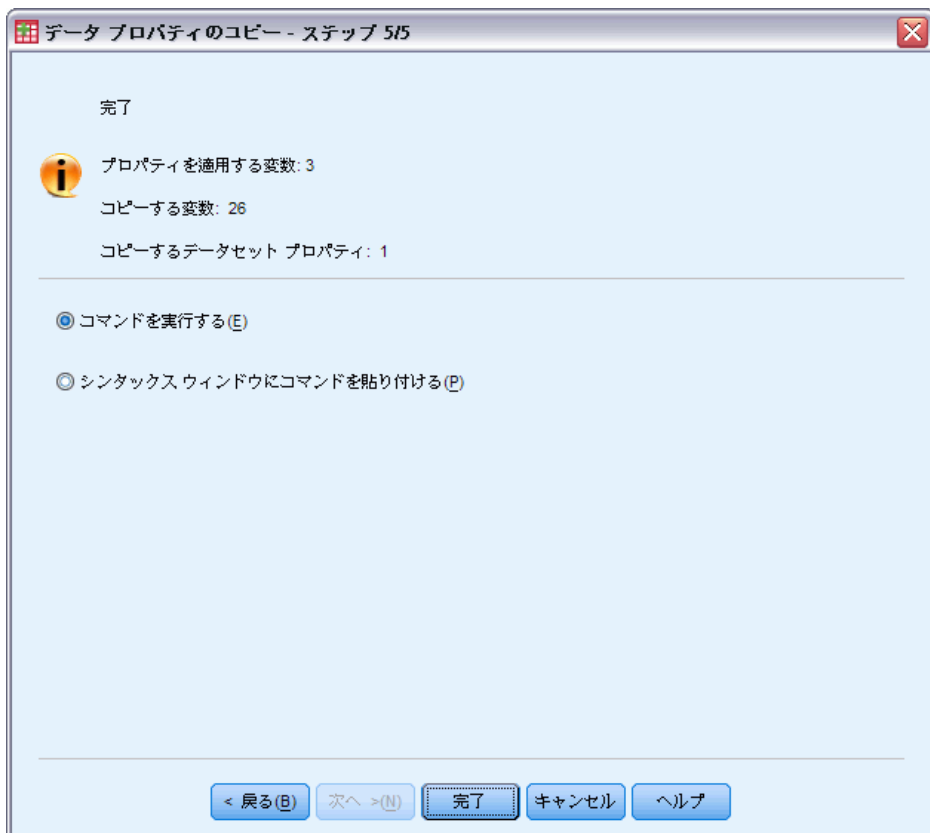 データ プロパティのコピー - ステップ 5/5
完了
プロパティを適用する変数: 3
コピーする変数: 26
コピーするデータセット プロパティ: 1
コマンドを実行する(E)
シンタックス ウィンドウにコマンドを貼り付ける(P)
< 戻る(B) 次へ >(N) 完了 キャンセル ヘルプ